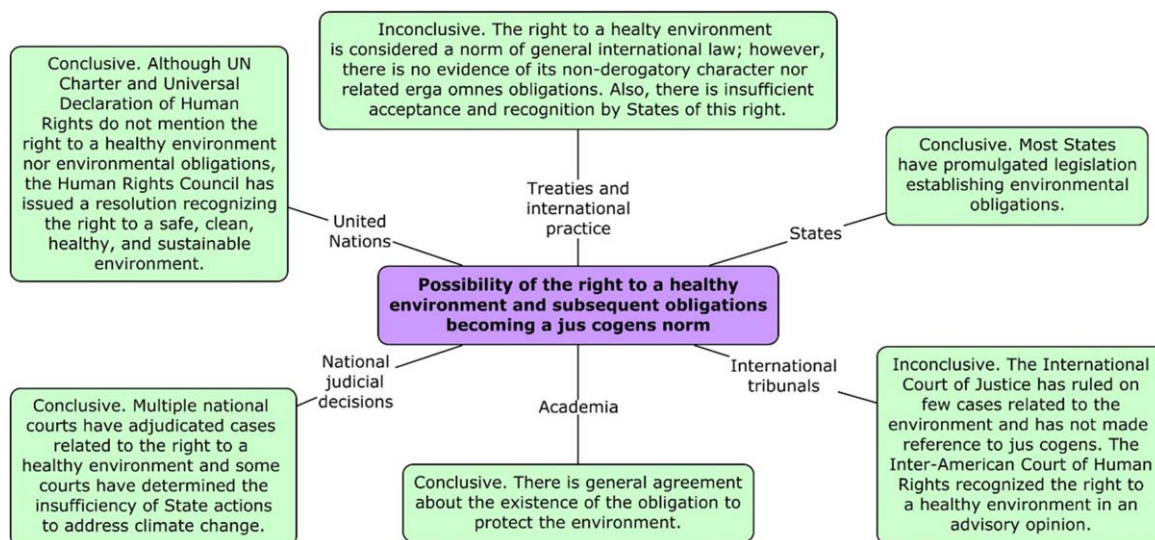 Inconclusive. The right to a healty environment
is considered a norm of general international law; however,
there is no evidence of its non-derogatory character nor
related erga omnes obligations. Also, there is insufficient
acceptance and recognition by States of this right.
Conclusive. Although UN
Charter and Universal
Declaration of Human
Rights do not mention the
right to a healthy environment
nor environmental obligations,
the Human Rights Council has
issued a resolution recognizing
the right to a safe, clean,
healthy, and sustainable
environment.
Conclusive. Most States
have promulgated legislation
establishing environmental
obligations.
Treaties and
international
practice
United
Nations
States
Possibility of the right to a healthy
environment and subsequent obligations
becoming a jus cogens norm
National
judicial
decisions
Academia
International
tribunals
Conclusive. Multiple national
courts have adjudicated cases
related to the right to a
healthy environment and some
courts have determined the
insufficiency of State actions
to address climate change.
Conclusive. There is general agreement
about the existence of the obligation to
protect the environment.
Inconclusive. The International
Court of Justice has ruled on
few cases related to the
environment and has not made
reference to jus cogens. The
Inter-American Court of Human
Rights recognized the right to
a healthy environment in an
advisory opinion.